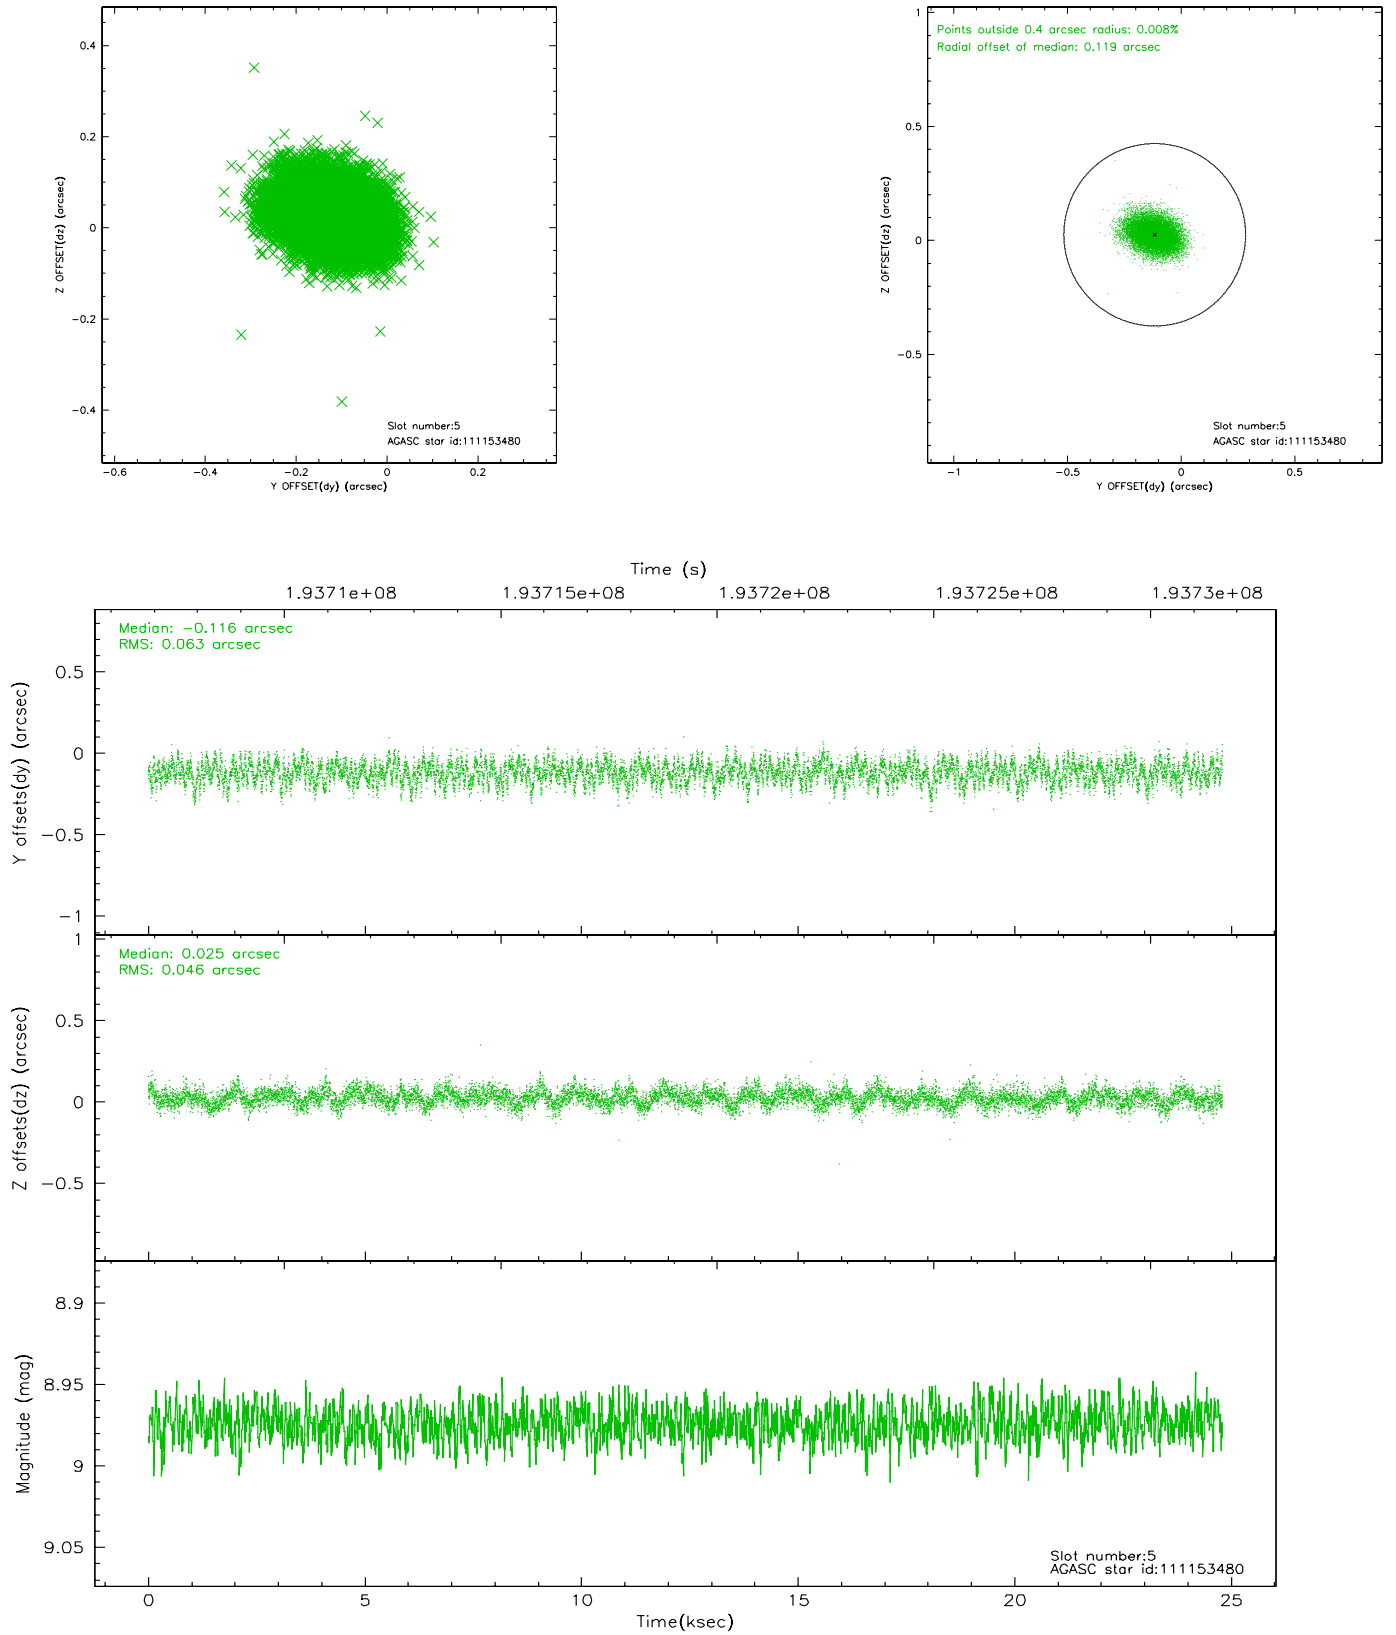 0.4
0.2
0
−0.2
−0.4
Z OFFSET(dz) (arcsec)
Slot number:5
AGASC star id:111153480
−0.6 −0.4 −0.2 0 0.2
Y OFFSET(dy) (arcsec)
Points outside 0.4 arcsec radius: 0.008%
Radial offset of median: 0.119 arcsec
1
0.5
0
−0.5
Z OFFSET(dz) (arcsec)
Slot number:5
AGASC star id:111153480
−1 −0.5 0 0.5
Y OFFSET(dy) (arcsec)
Time (s)
1.9371e+08 1.93715e+08 1.9372e+08 1.93725e+08 1.9373e+08
Median: −0.116 arcsec
RMS: 0.063 arcsec
0.5
0
−0.5
−1
Y offsets(dy) (arcsec)
Median: 0.025 arcsec
RMS: 0.046 arcsec
1
0.5
0
−0.5
Z offsets(dz) (arcsec)
8.9
8.95
9
9.05
Magnitude (mag)
Slot number:5
AGASC star id:111153480
0 5 10 15 20 25
Time(ksec)